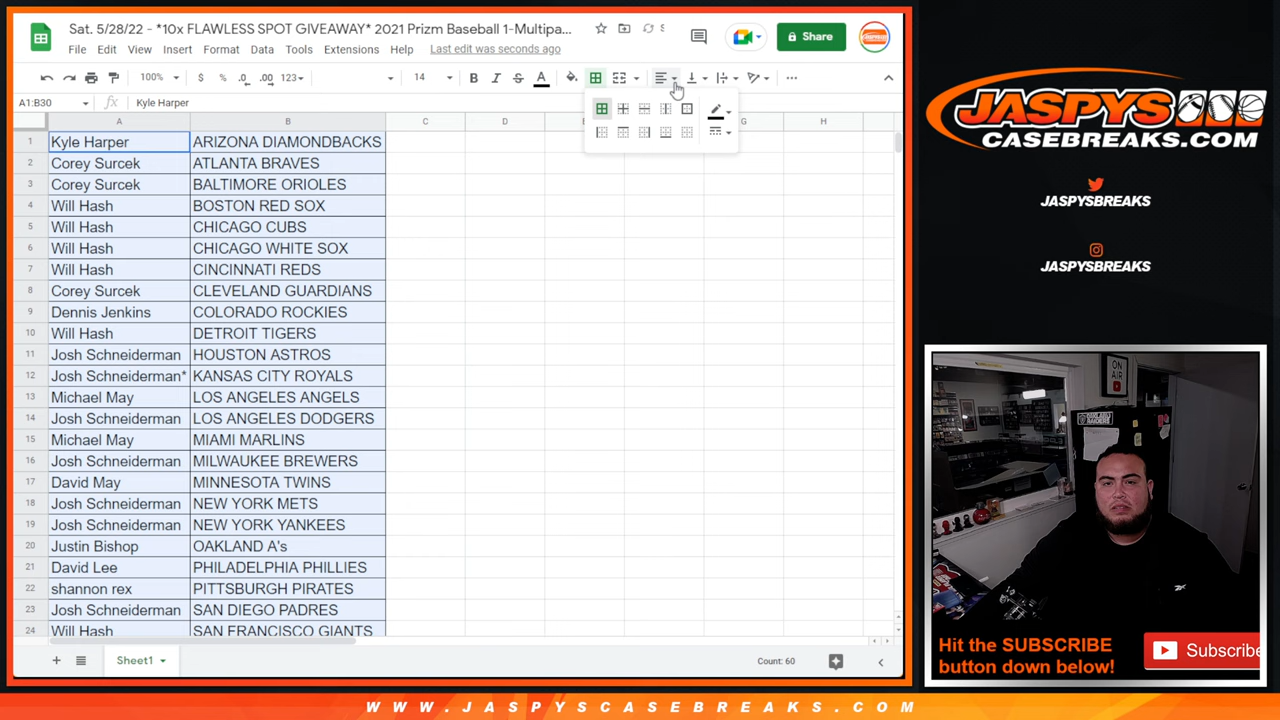 Sat. 5/28/22 - *10x FLAWLESS SPOT GIVEAWAY* 2021 Prizm Baseball 1-Multipa...
Share
File Edit View Insert Format Data Tools Extensions Help Last edit was seconds ago
100% $ % .0 .00 123 14 B I S A
A1:B30 fx Kyle Harper
A B C D G H
1 Kyle Harper ARIZONA DIAMONDBACKS
2 Corey Surcek ATLANTA BRAVES
3 Corey Surcek BALTIMORE ORIOLES
4 Will Hash BOSTON RED SOX
5 Will Hash CHICAGO CUBS
6 Will Hash CHICAGO WHITE SOX
7 Will Hash CINCINNATI REDS
8 Corey Surcek CLEVELAND GUARDIANS
9 Dennis Jenkins COLORADO ROCKIES
10 Will Hash DETROIT TIGERS
11 Josh Schneiderman HOUSTON ASTROS
12 Josh Schneiderman* KANSAS CITY ROYALS
13 Michael May LOS ANGELES ANGELS
14 Josh Schneiderman LOS ANGELES DODGERS
15 Michael May MIAMI MARLINS
16 Josh Schneiderman MILWAUKEE BREWERS
17 David May MINNESOTA TWINS
18 Josh Schneiderman NEW YORK METS
19 Josh Schneiderman NEW YORK YANKEES
20 Justin Bishop OAKLAND A's
21 David Lee PHILADELPHIA PHILLIES
22 shannon rex PITTSBURGH PIRATES
23 Josh Schneiderman SAN DIEGO PADRES
24 Will Hash SAN FRANCISCO GIANTS
Sheet1 Count: 60
JASPYS
CASEBREAKS.COM
JASPYSBREAKS
JASPYSBREAKS
ON
AIR
Hit the SUBSCRIBE
button down below!
Subscribe
WWW.JASPYSCASEBREAKS.COM